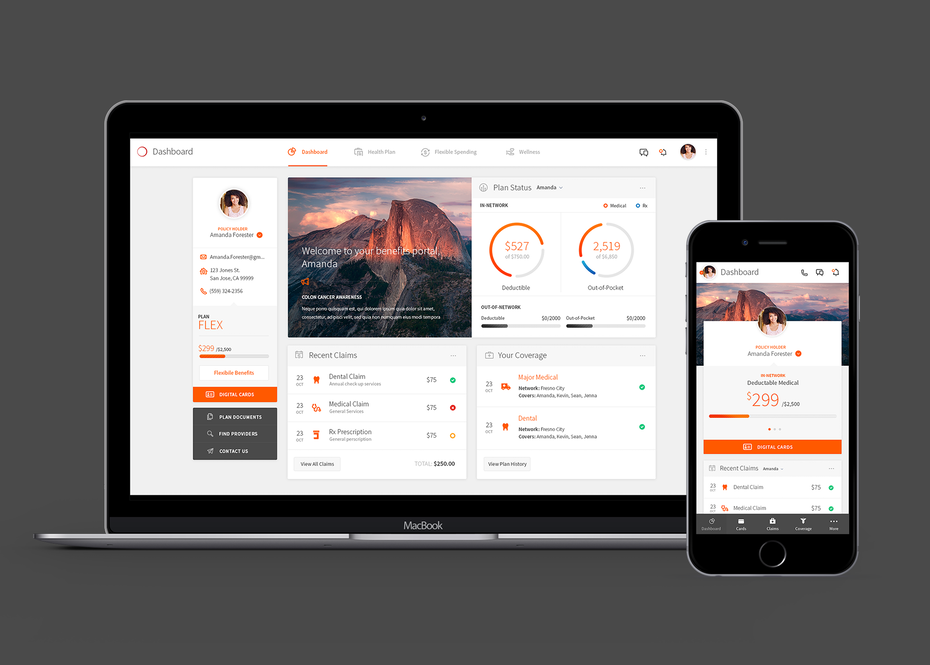 Dashboard
Dashboard
Health Plan
Flexible Spending
Wellness
POLICY HOLDER
Amanda Forester
Amanda.Forester@gm...
123 Jones St.
San Jose, CA 99999
(559) 324-2356
PLAN
FLEX
$299 /$2,500
Flexibile Benefits
DIGITAL CARDS
PLAN DOCUMENTS
FIND PROVIDERS
CONTACT US
Welcome to your benefits portal,
Amanda
COLON CANCER AWARENESS
Neque porro quisquam est, qui dolorem ipsum quia dolor sit amet,
consectetur, adipisci velit, sed quia non numquam eius modi tempora
Plan Status Amanda
IN-NETWORK
Medical
Rx
$527
of $750.00
Deductible
2,519
of $6,850
Out-of-Pocket
OUT-OF-NETWORK
Deductible $0/2000
Out-of-Pocket $0/2000
Recent Claims
23
OCT
Dental Claim
Annual check up services
$75
23
OCT
Medical Claim
General Services
$75
23
OCT
Rx Prescription
General perscription
$75
View All Claims
TOTAL: $250.00
Your Coverage
23
OCT
Major Medical
Network: Fresno City
Covers: Amanda, Kevin, Sean, Jenna
23
OCT
Dental
Network: Fresno City
Covers: Amanda, Kevin, Sean, Jenna
View Plan History
MacBook
Dashboard
POLICY HOLDER
Amanda Forester
IN-NETWORK
Deductable Medical
$299 /$2,500
DIGITAL CARDS
Recent Claims Amanda
23
OCT
Dental Claim
$75
23
OCT
Medical Claim
$75
Dashboard
Cards
Claims
Coverage
More